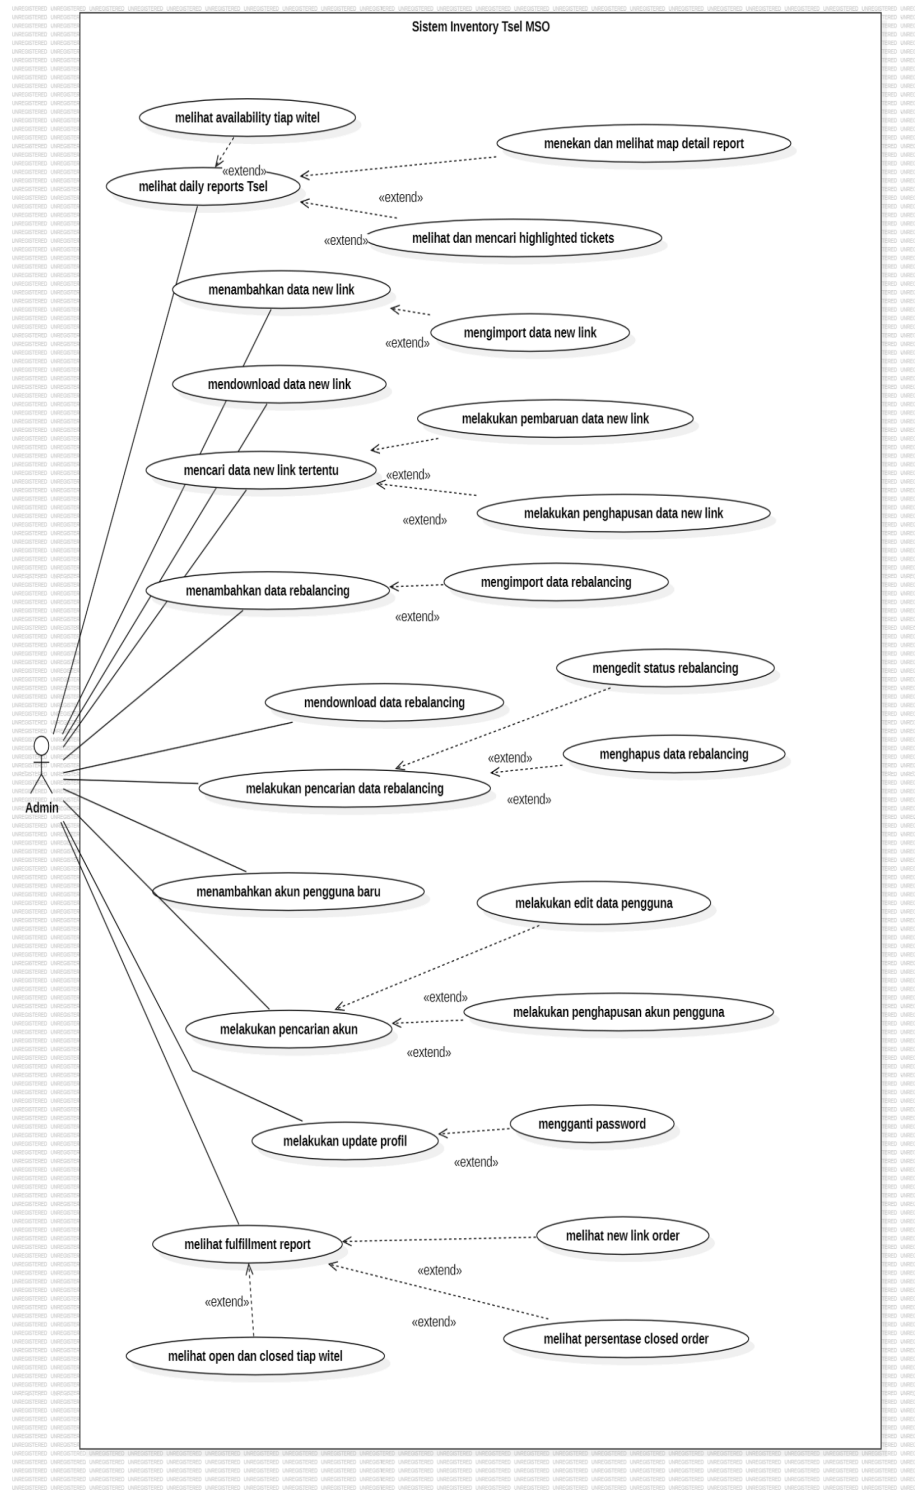 Sistem Inventory Tsel MSO
melihat availability tiap witel
menekan dan melihat map detail report
«extend»
melihat daily reports Tsel
«extend»
melihat dan mencari highlighted tickets
«extend»
menambahkan data new link
mengimport data new link
«extend»
mendownload data new link
melakukan pembaruan data new link
mencari data new link tertentu
«extend»
melakukan penghapusan data new link
«extend»
mengimport data rebalancing
menambahkan data rebalancing
«extend»
mengedit status rebalancing
mendownload data rebalancing
menghapus data rebalancing
«extend»
melakukan pencarian data rebalancing
«extend»
Admin
menambahkan akun pengguna baru
melakukan edit data pengguna
«extend»
melakukan penghapusan akun pengguna
melakukan pencarian akun
«extend»
mengganti password
melakukan update profil
«extend»
melihat new link order
melihat fulfillment report
«extend»
«extend»
«extend»
melihat persentase closed order
melihat open dan closed tiap witel
UNREGISTERED